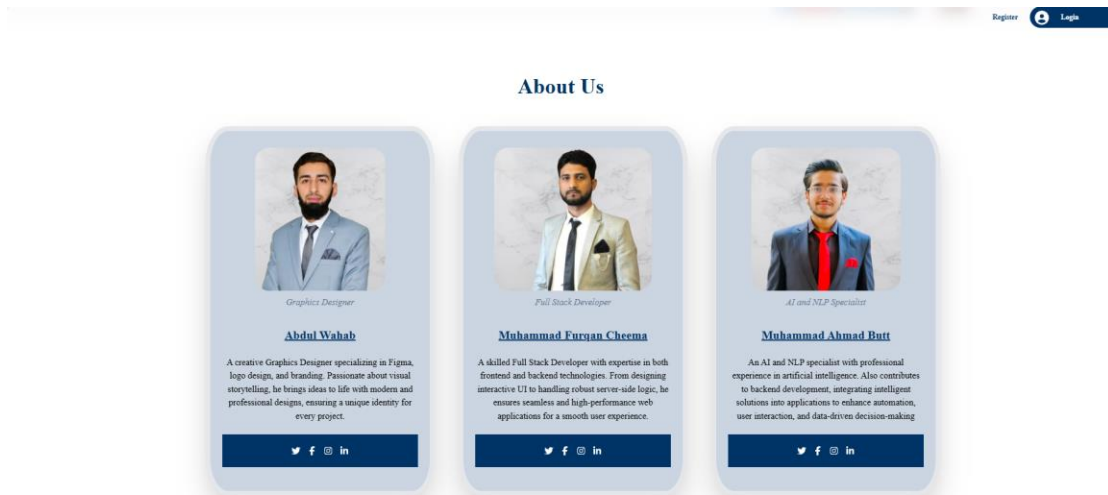 Register
Login
About Us
Graphics Designer
Abdul Wahab
A creative Graphics Designer specializing in Figma,
logo design, and branding. Passionate about visual
storytelling, he brings ideas to life with modern and
professional designs, ensuring a unique identity for
every project.
Full Stack Developer
Muhammad Furqan Cheema
A skilled Full Stack Developer with expertise in both
frontend and backend technologies. From designing
interactive UI to handling robust server-side logic, he
ensures seamless and high-performance web
applications for a smooth user experience.
AI and NLP Specialist
Muhammad Ahmad Butt
An AI and NLP specialist with professional
experience in artificial intelligence. Also contributes
to backend development, integrating intelligent
solutions into applications to enhance automation,
user interaction, and data-driven decision-making